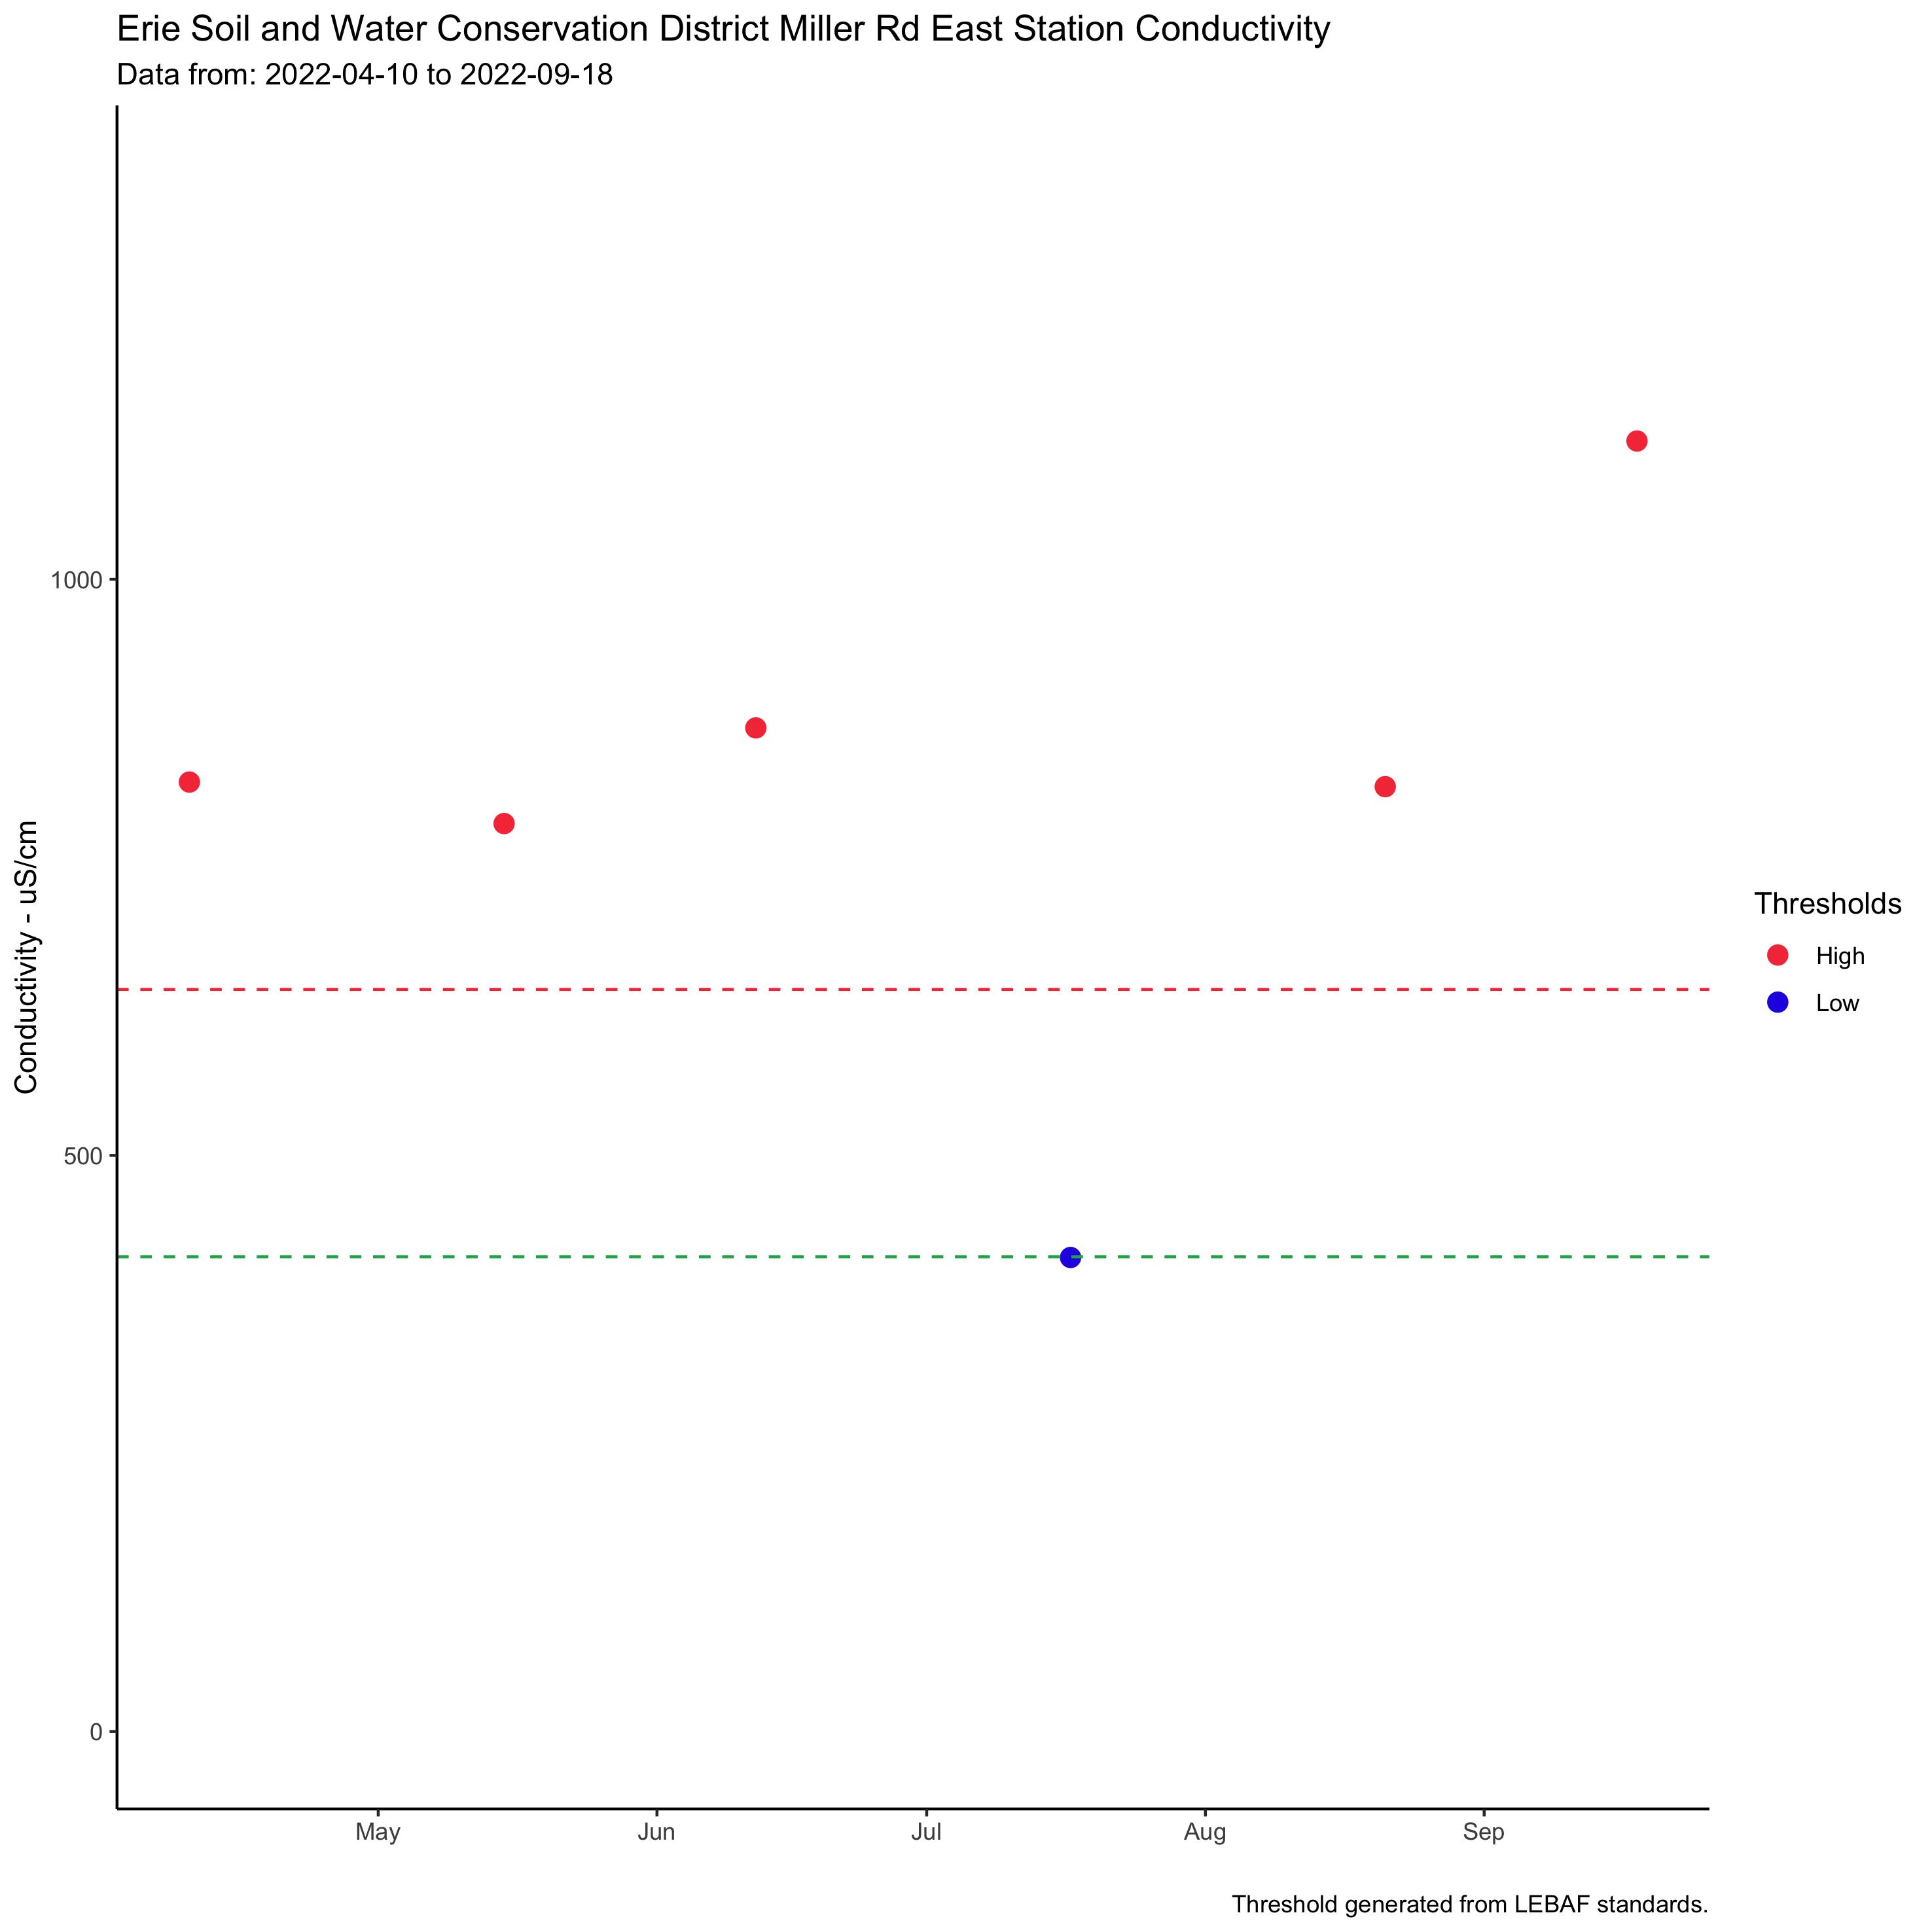 Erie Soil and Water Conservation District Miller Rd East Station Conductivity
Data from: 2022-04-10 to 2022-09-18
Conductivity - uS/cm
1000
500
0
May
Jun
Jul
Aug
Sep
Thresholds
High
Low
Threshold generated from LEBAF standards.